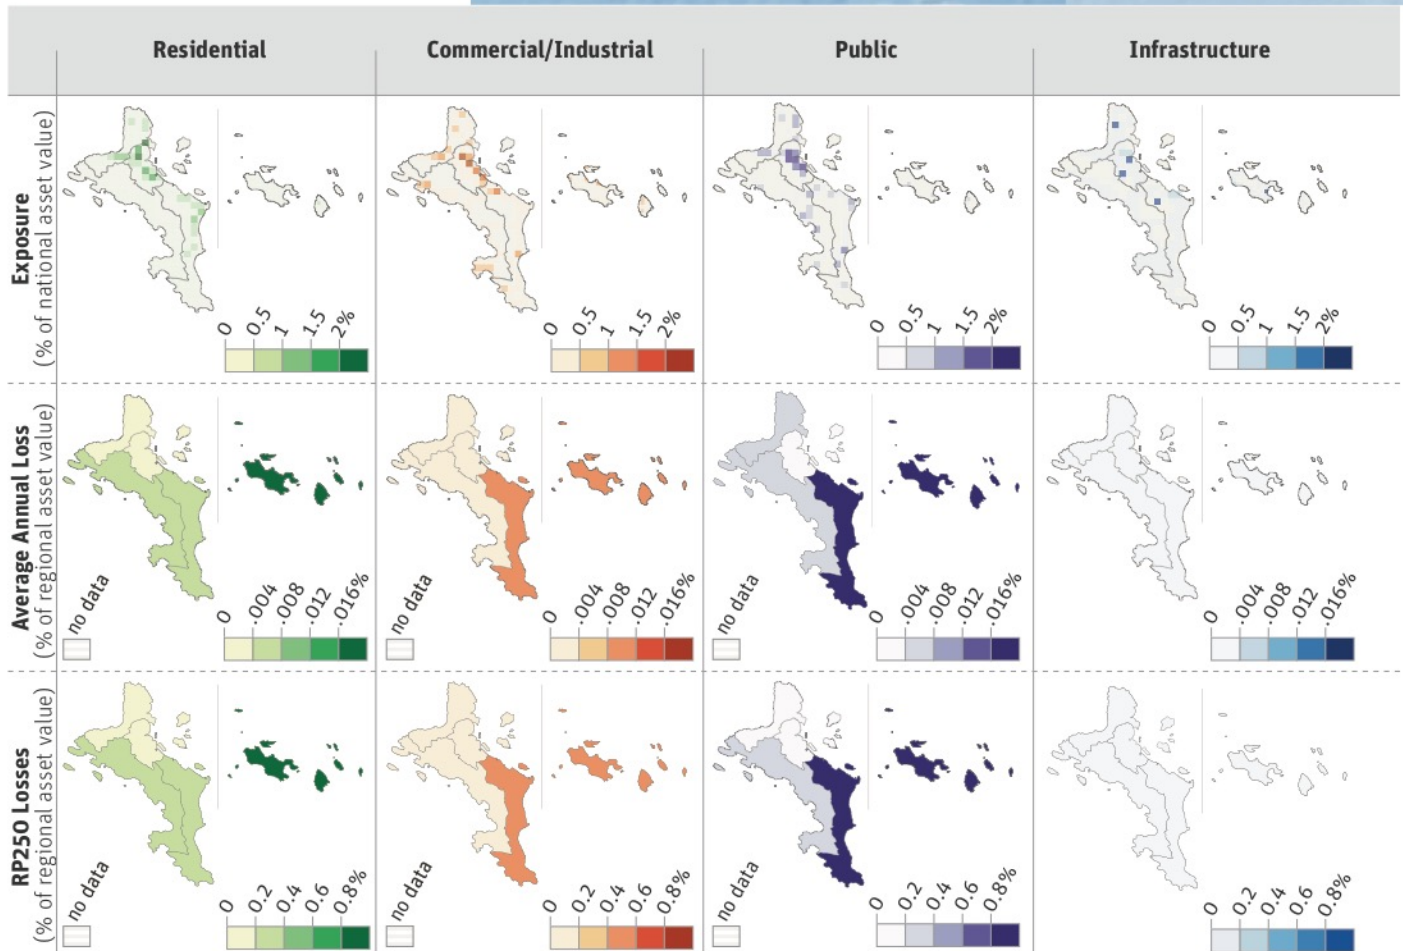 Residential
Commercial/Industrial
Public
Infrastructure
Exposure
(% of national asset value)
0 0.5 1 1.5 2%
0 0.5 1 1.5 2%
0 0.5 1 1.5 2%
0 0.5 1 1.5 2%
Average Annual Loss
(% of regional asset value)
no data
0 .004 .008 .012 .016%
no data
0 .004 .008 .012 .016%
no data
0 .004 .008 .012 .016%
0 .004 .008 .012 .016%
RP250 Losses
(% of regional asset value)
no data
0 0.2 0.4 0.6 0.8%
no data
0 0.2 0.4 0.6 0.8%
no data
0 0.2 0.4 0.6 0.8%
0 0.2 0.4 0.6 0.8%